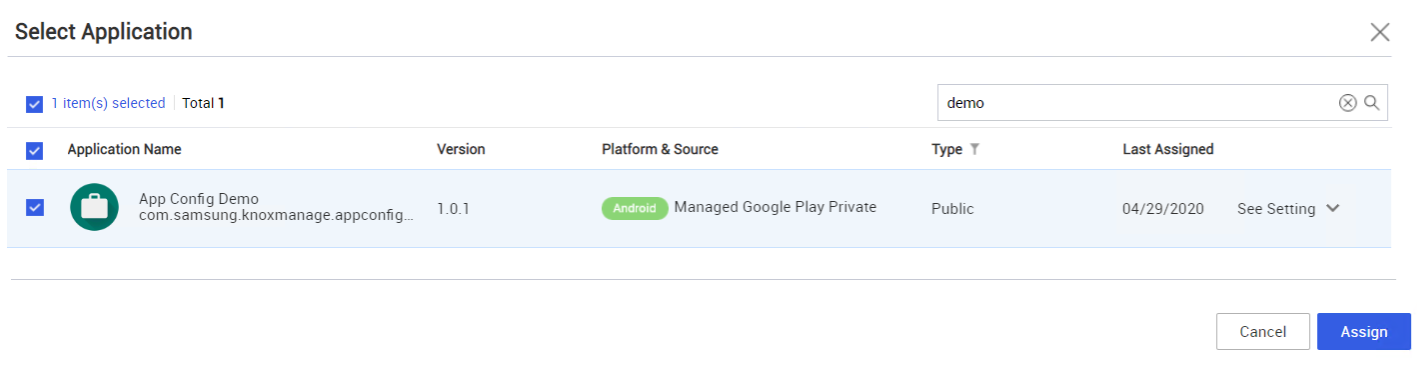 Select Application
1 item(s) selected Total 1
demo
Application Name Version Platform & Source Type Last Assigned
App Config Demo
com.samsung.knoxmanage.appconfig...
1.0.1 Android Managed Google Play Private Public 04/29/2020 See Setting
Cancel Assign